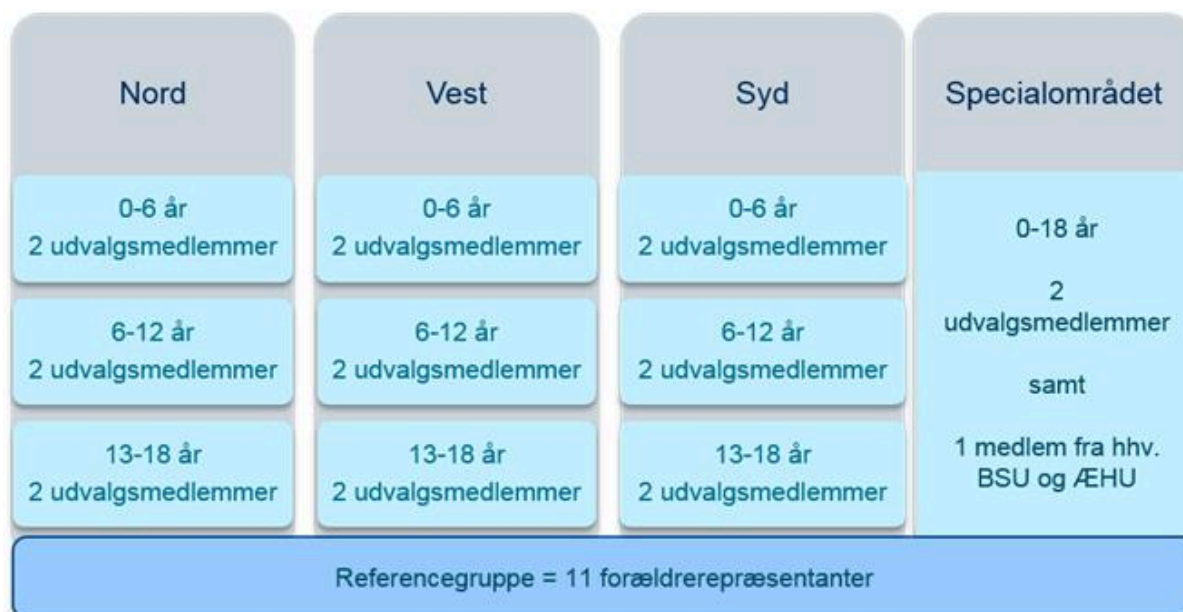 Nord
0-6 år
2 udvalgsmedlemmer
6-12 år
2 udvalgsmedlemmer
13-18 år
2 udvalgsmedlemmer
Vest
0-6 år
2 udvalgsmedlemmer
6-12 år
2 udvalgsmedlemmer
13-18 år
2 udvalgsmedlemmer
Syd
0-6 år
2 udvalgsmedlemmer
6-12 år
2 udvalgsmedlemmer
13-18 år
2 udvalgsmedlemmer
Specialområdet
0-18 år
2
udvalgsmedlemmer
samt
1 medlem fra hhv.
BSU og ÆHU
Referencegruppe = 11 forældrerepræsentanter